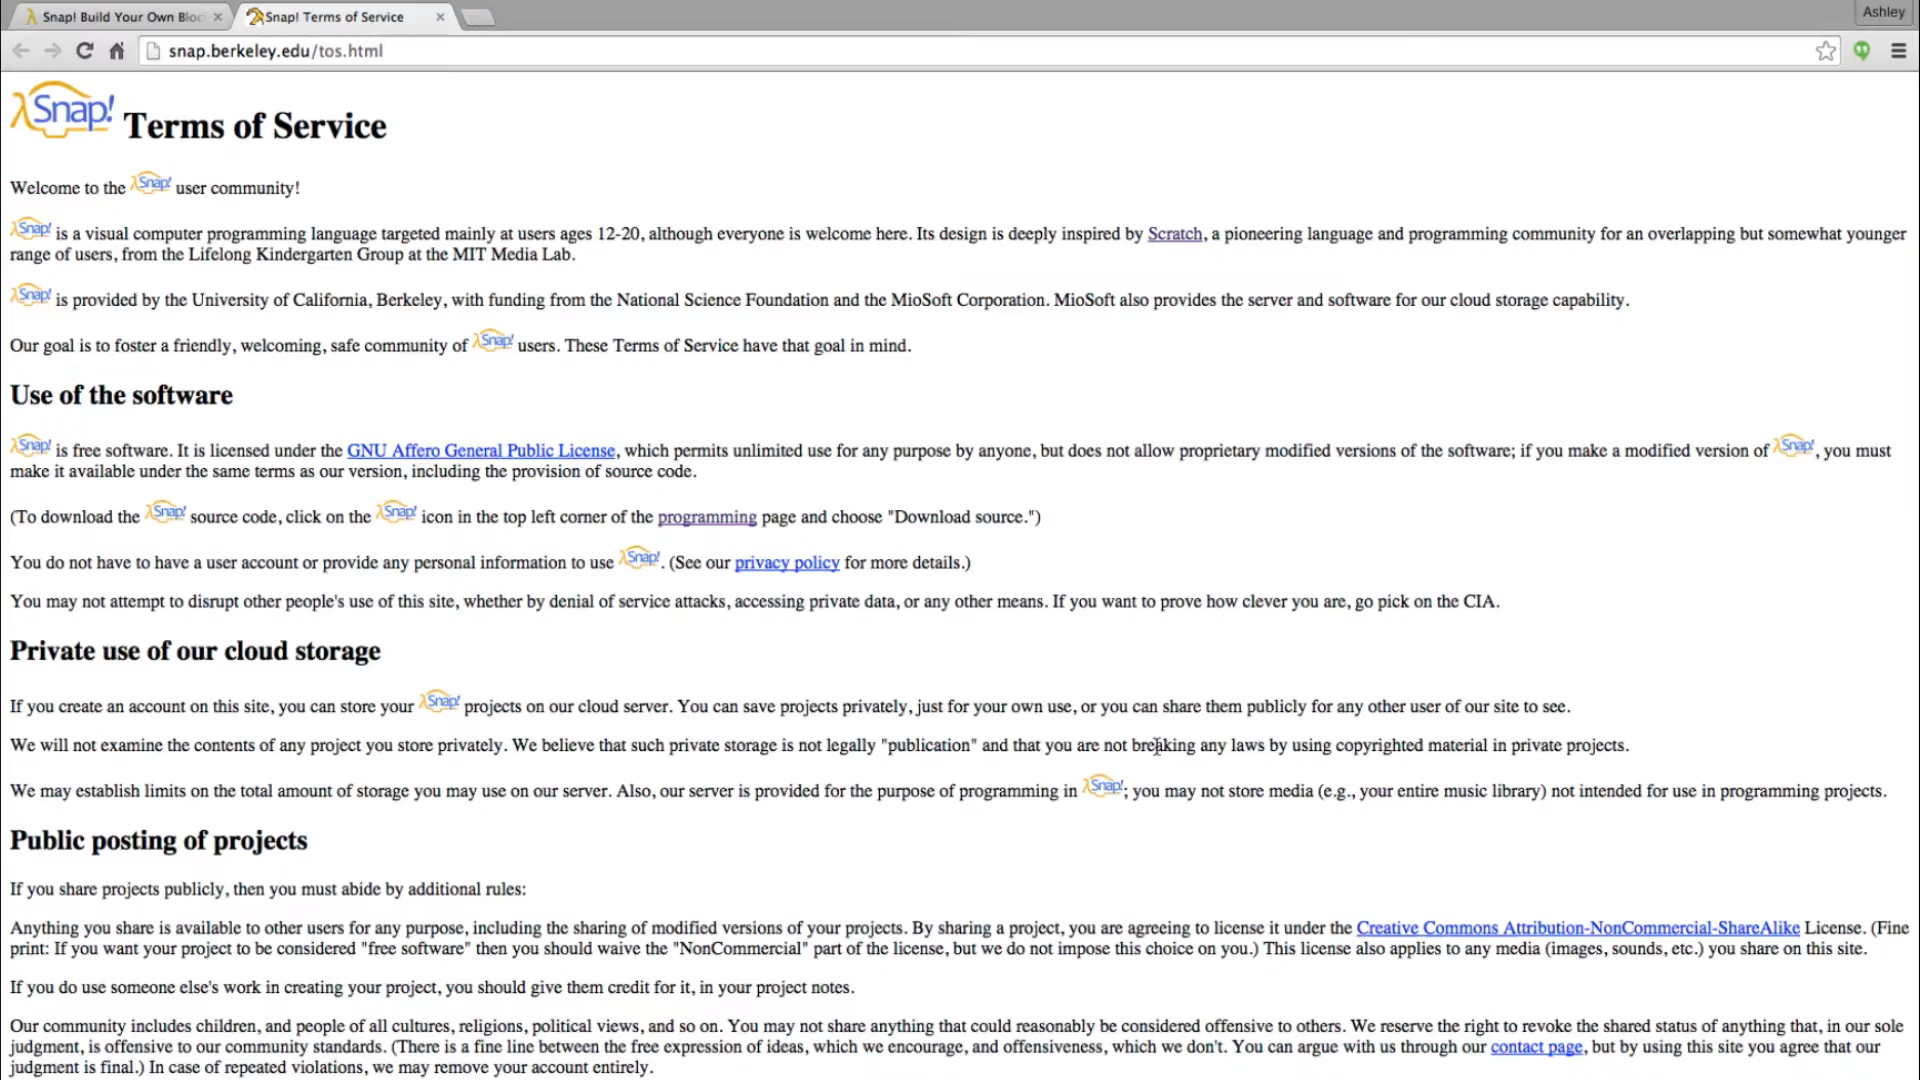 Snap! Build Your Own Bloc
Snap! Terms of Service
Ashley
snap.berkeley.edu/tos.html
λSnap! Terms of Service
Welcome to the λSnap! user community!
λSnap! is a visual computer programming language targeted mainly at users ages 12-20, although everyone is welcome here. Its design is deeply inspired by Scratch, a pioneering language and programming community for an overlapping but somewhat younger
range of users, from the Lifelong Kindergarten Group at the MIT Media Lab.
λSnap! is provided by the University of California, Berkeley, with funding from the National Science Foundation and the MioSoft Corporation. MioSoft also provides the server and software for our cloud storage capability.
Our goal is to foster a friendly, welcoming, safe community of λSnap! users. These Terms of Service have that goal in mind.
Use of the software
λSnap! is free software. It is licensed under the GNU Affero General Public License, which permits unlimited use for any purpose by anyone, but does not allow proprietary modified versions of the software; if you make a modified version of λSnap!, you must
make it available under the same terms as our version, including the provision of source code.
(To download the λSnap! source code, click on the λSnap! icon in the top left corner of the programming page and choose "Download source.")
You do not have to have a user account or provide any personal information to use λSnap!. (See our privacy policy for more details.)
You may not attempt to disrupt other people's use of this site, whether by denial of service attacks, accessing private data, or any other means. If you want to prove how clever you are, go pick on the CIA.
Private use of our cloud storage
If you create an account on this site, you can store your λSnap! projects on our cloud server. You can save projects privately, just for your own use, or you can share them publicly for any other user of our site to see.
We will not examine the contents of any project you store privately. We believe that such private storage is not legally "publication" and that you are not breaking any laws by using copyrighted material in private projects.
We may establish limits on the total amount of storage you may use on our server. Also, our server is provided for the purpose of programming in λSnap!; you may not store media (e.g., your entire music library) not intended for use in programming projects.
Public posting of projects
If you share projects publicly, then you must abide by additional rules:
Anything you share is available to other users for any purpose, including the sharing of modified versions of your projects. By sharing a project, you are agreeing to license it under the Creative Commons Attribution-NonCommercial-ShareAlike License. (Fine
print: If you want your project to be considered "free software" then you should waive the "NonCommercial" part of the license, but we do not impose this choice on you.) This license also applies to any media (images, sounds, etc.) you share on this site.
If you do use someone else's work in creating your project, you should give them credit for it, in your project notes.
Our community includes children, and people of all cultures, religions, political views, and so on. You may not share anything that could reasonably be considered offensive to others. We reserve the right to revoke the shared status of anything that, in our sole
judgment, is offensive to our community standards. (There is a fine line between the free expression of ideas, which we encourage, and offensiveness, which we don't. You can argue with us through our contact page, but by using this site you agree that our
judgment is final.) In case of repeated violations, we may remove your account entirely.